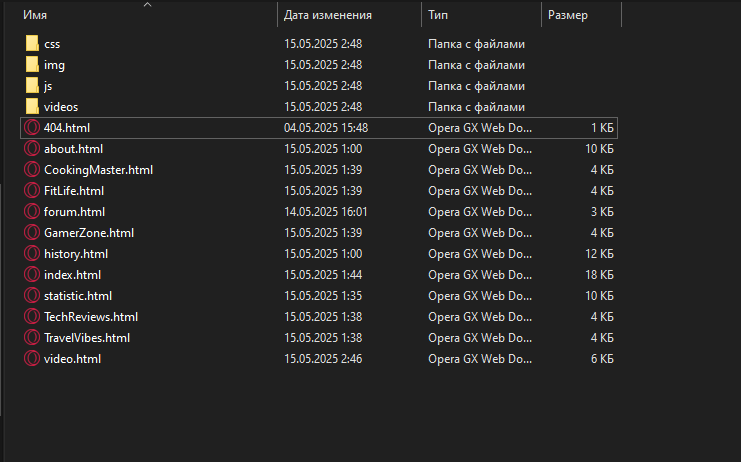 Имя Дата изменения Тип Размер
css 15.05.2025 2:48 Папка с файлами
img 15.05.2025 2:48 Папка с файлами
js 15.05.2025 2:48 Папка с файлами
videos 15.05.2025 2:48 Папка с файлами
404.html 04.05.2025 15:48 Opera GX Web Do... 1 КБ
about.html 15.05.2025 1:00 Opera GX Web Do... 10 КБ
CookingMaster.html 15.05.2025 1:39 Opera GX Web Do... 4 КБ
FitLife.html 15.05.2025 1:39 Opera GX Web Do... 4 КБ
forum.html 14.05.2025 16:01 Opera GX Web Do... 3 КБ
GamerZone.html 15.05.2025 1:39 Opera GX Web Do... 4 КБ
history.html 15.05.2025 1:00 Opera GX Web Do... 12 КБ
index.html 15.05.2025 1:44 Opera GX Web Do... 18 КБ
statistic.html 15.05.2025 1:35 Opera GX Web Do... 10 КБ
TechReviews.html 15.05.2025 1:38 Opera GX Web Do... 4 КБ
TravelVibes.html 15.05.2025 1:38 Opera GX Web Do... 4 КБ
video.html 15.05.2025 2:46 Opera GX Web Do... 6 КБ